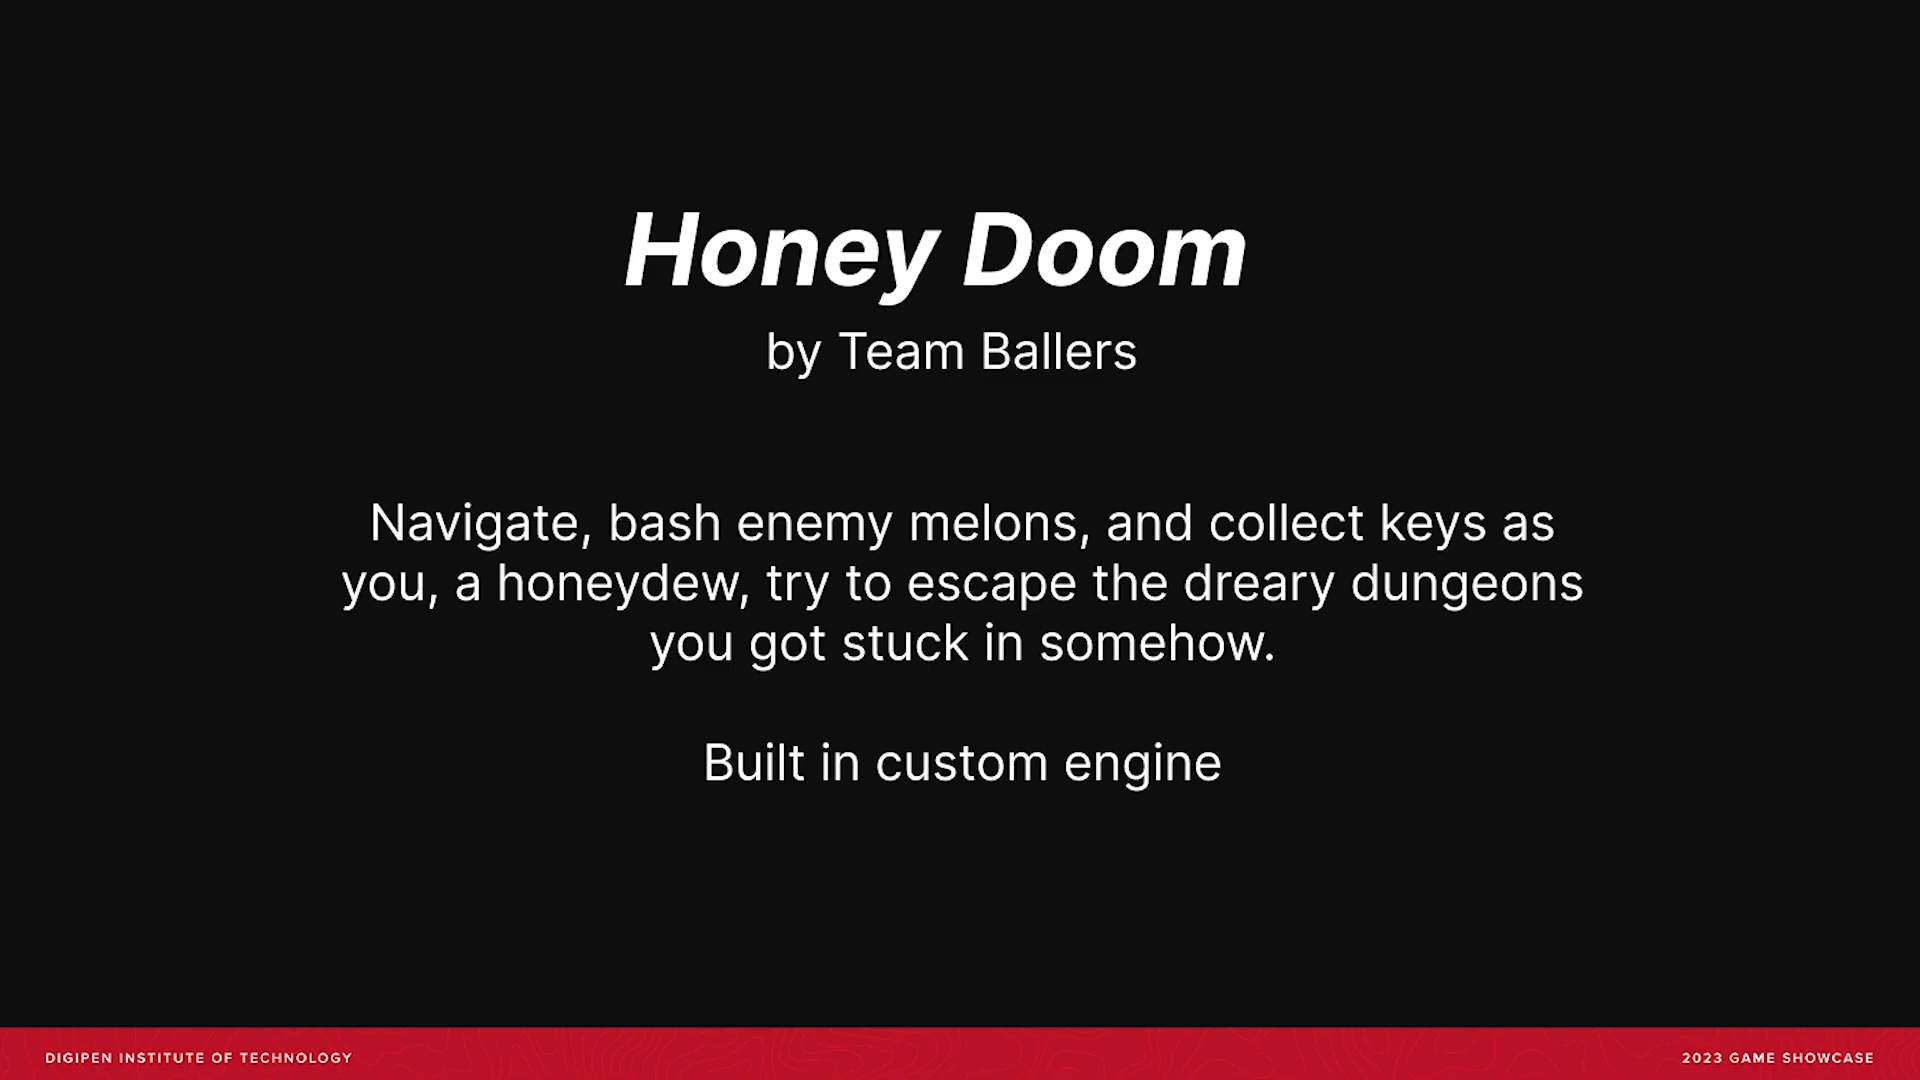 Honey Doom
by Team Ballers
Navigate, bash enemy melons, and collect keys as
you, a honeydew, try to escape the dreary dungeons
you got stuck in somehow.
Built in custom engine
DIGIPEN INSTITUTE OF TECHNOLOGY
2023 GAME SHOWCASE